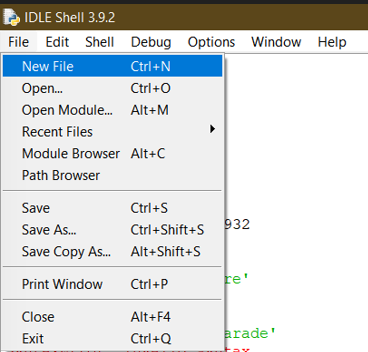 IDLE Shell 3.9.2
File Edit Shell Debug Options Window Help
New File Ctrl+N
Open... Ctrl+O
Open Module... Alt+M
Recent Files
Module Browser Alt+C
Path Browser
932
Save Ctrl+S
Save As... Ctrl+Shift+S
Save Copy As... Alt+Shift+S
re'
Print Window Ctrl+P
Close Alt+F4
arade'
Exit Ctrl+Q